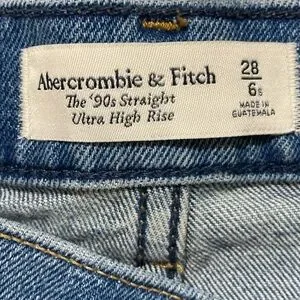 Abercrombie & Fitch
The '90s Straight
Ultra High Rise
28
6S
MADE IN
GUATEMALA